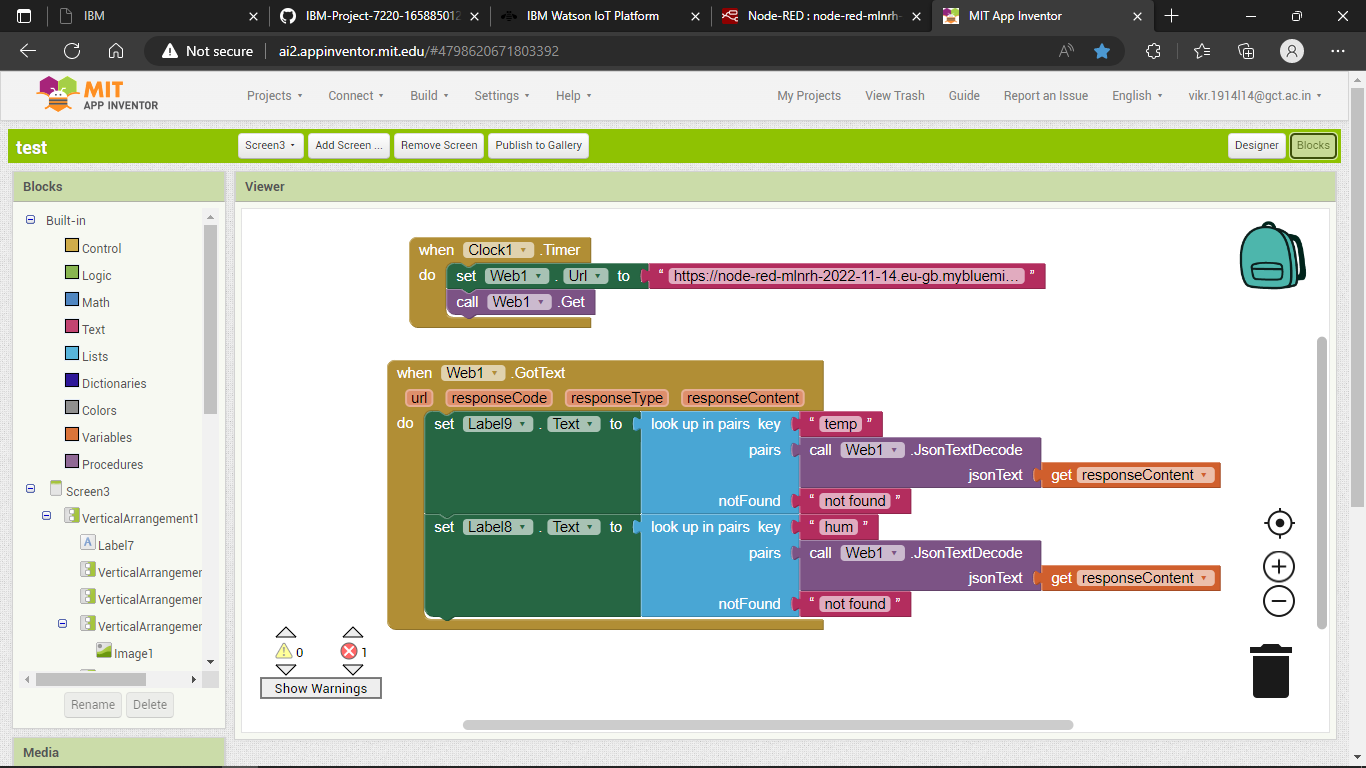 IBM
IBM-Project-7220-165885012
IBM Watson IoT Platform
Node-RED : node-red-mlnrh-
MIT App Inventor
Not secure
ai2.appinventor.mit.edu/#4798620671803392
MIT
APP INVENTOR
Projects
Connect
Build
Settings
Help
My Projects
View Trash
Guide
Report an Issue
English
vikr.1914l14@gct.ac.in
test
Screen3
Add Screen ...
Remove Screen
Publish to Gallery
Designer
Blocks
Blocks
Viewer
Built-in
Control
Logic
Math
Text
Lists
Dictionaries
Colors
Variables
Procedures
Screen3
VerticalArrangement1
A Label7
VerticalArrangemer
VerticalArrangemer
VerticalArrangemer
Image1
Rename
Delete
Media
when Clock1 .Timer
do set Web1 . Url to “ https://node-red-mlnrh-2022-11-14.eu-gb.mybluemi... ”
call Web1 .Get
when Web1 .GotText
url responseCode responseType responseContent
do set Label9 . Text to look up in pairs key “ temp ”
pairs call Web1 .JsonTextDecode
jsonText get responseContent
notFound “ not found ”
set Label8 . Text to look up in pairs key “ hum ”
pairs call Web1 .JsonTextDecode
jsonText get responseContent
notFound “ not found ”
0
1
Show Warnings